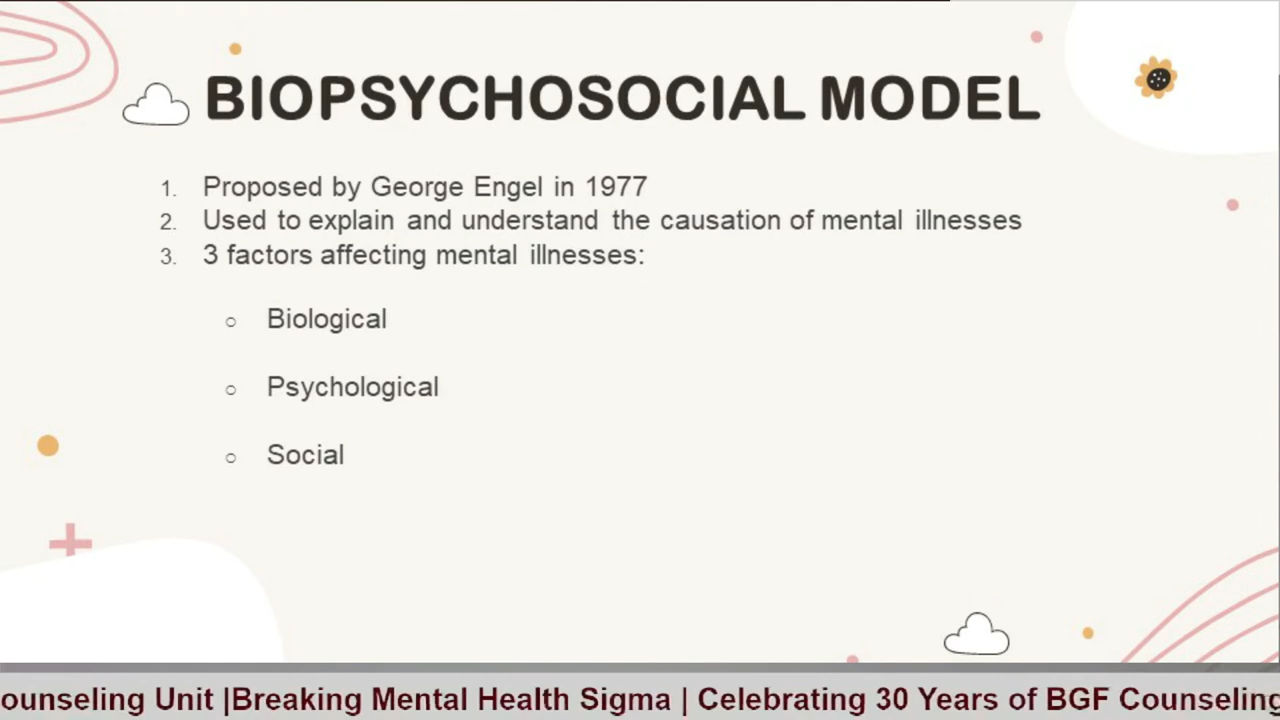 BIOPSYCHOSOCIAL MODEL
1. Proposed by George Engel in 1977
2. Used to explain and understand the causation of mental illnesses
3. 3 factors affecting mental illnesses:
○ Biological
○ Psychological
○ Social
ounseling Unit |Breaking Mental Health Sigma | Celebrating 30 Years of BGF Counseling